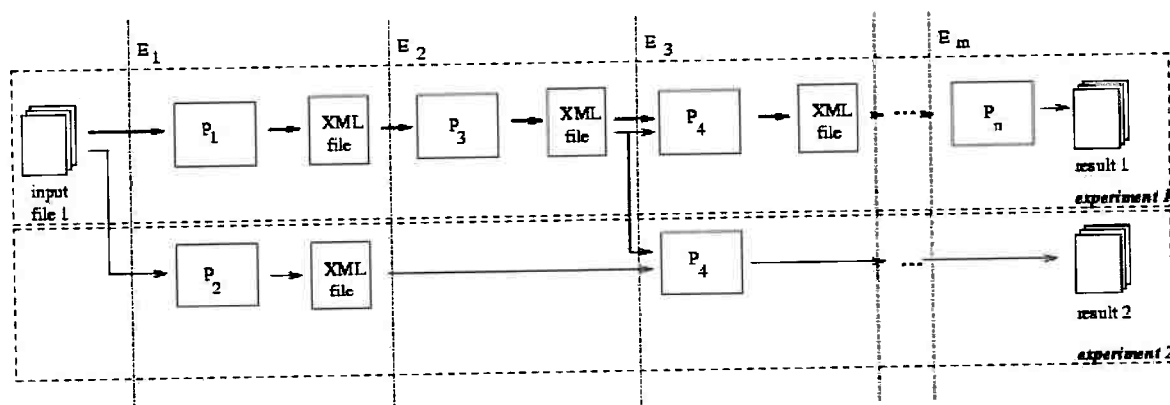 E1
E2
E3
Em
input
file 1
P1
XML
file
P3
XML
file
P4
XML
file
...
Pn
result 1
experiment 1
P2
XML
file
P4
...
result 2
experiment 2